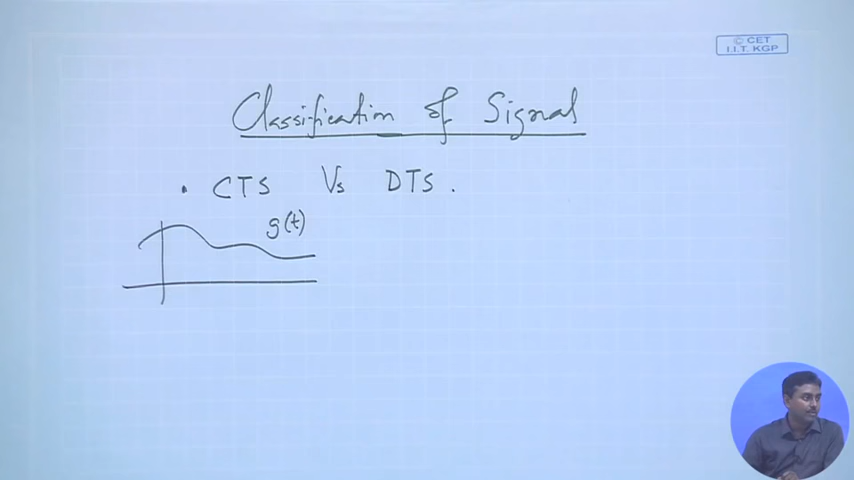 © CET
I.I.T. KGP
Classification of Signal
• CTS Vs DTS.
g(t)